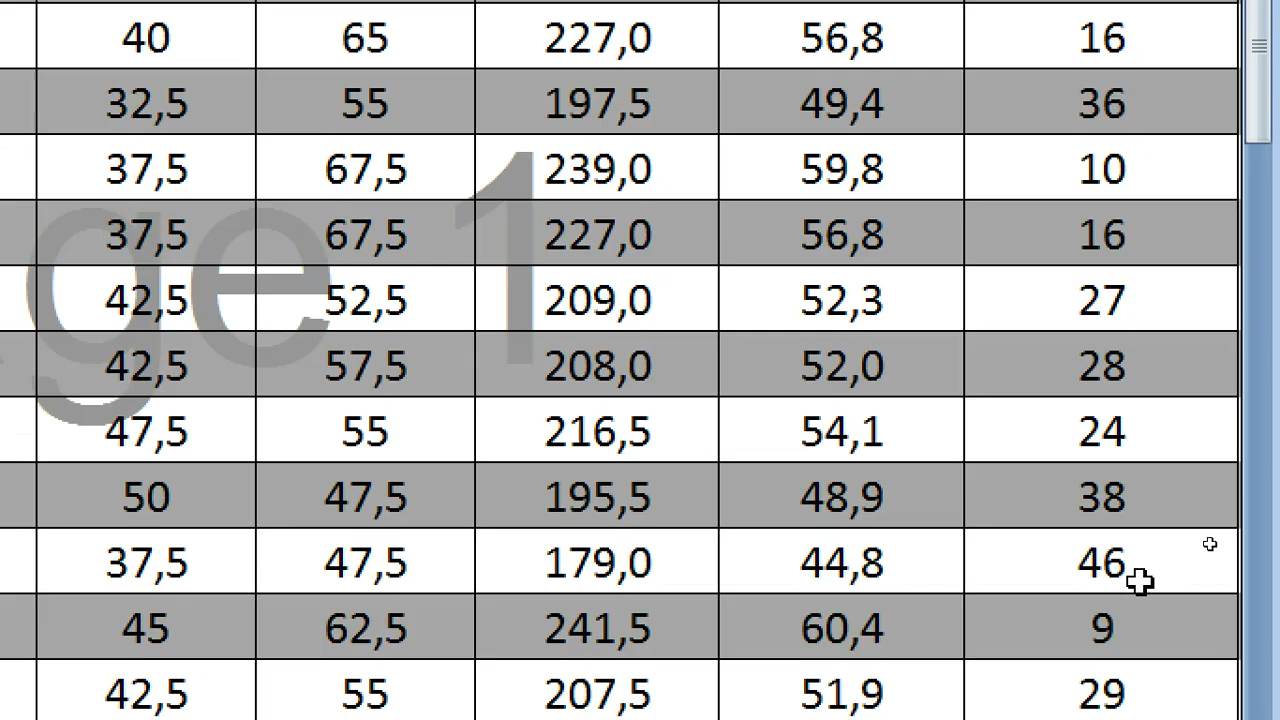 40 65 227,0 56,8 16
32,5 55 197,5 49,4 36
37,5 67,5 239,0 59,8 10
37,5 67,5 227,0 56,8 16
42,5 52,5 209,0 52,3 27
42,5 57,5 208,0 52,0 28
47,5 55 216,5 54,1 24
50 47,5 195,5 48,9 38
37,5 47,5 179,0 44,8 46
45 62,5 241,5 60,4 9
42,5 55 207,5 51,9 29
ge 1